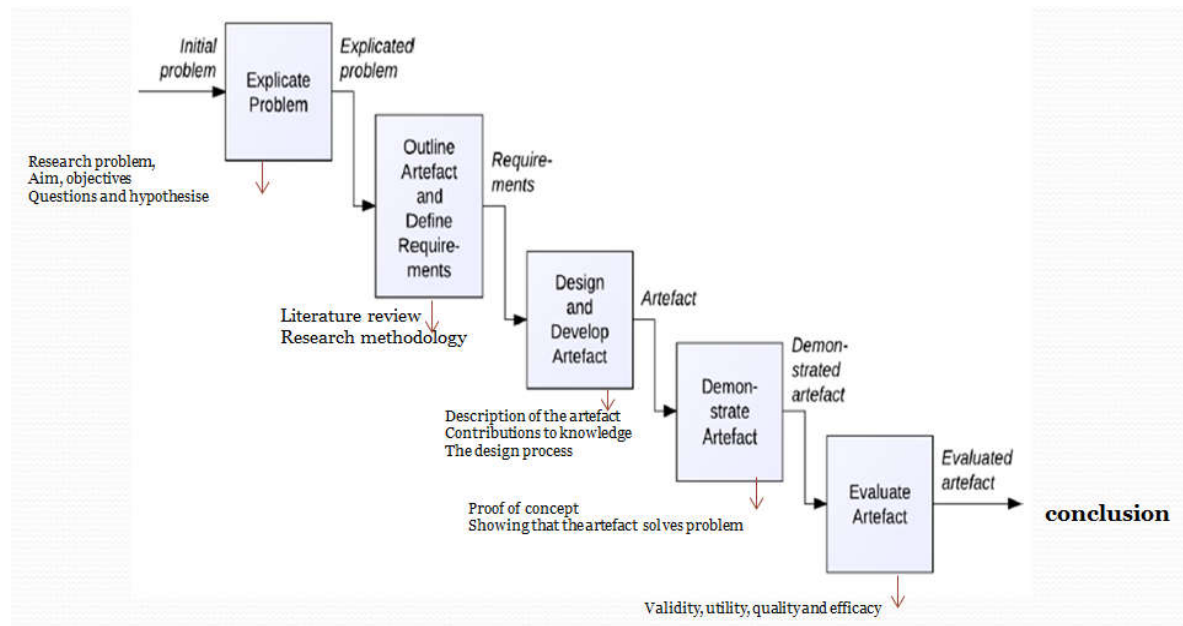 Initial
problem
Explicate
Problem
Explicated
problem
Research problem,
Aim, objectives
Questions and hypothesise
Outline
Artefact
and
Define
Require-
ments
Require-
ments
Literature review
Research methodology
Design
and
Develop
Artefact
Artefact
Description of the artefact
Contributions to knowledge
The design process
Demon-
strate
Artefact
Demon-
strated
artefact
Proof of concept
Showing that the artefact solves problem
Evaluate
Artefact
Evaluated
artefact
conclusion
Validity, utility, quality and efficacy